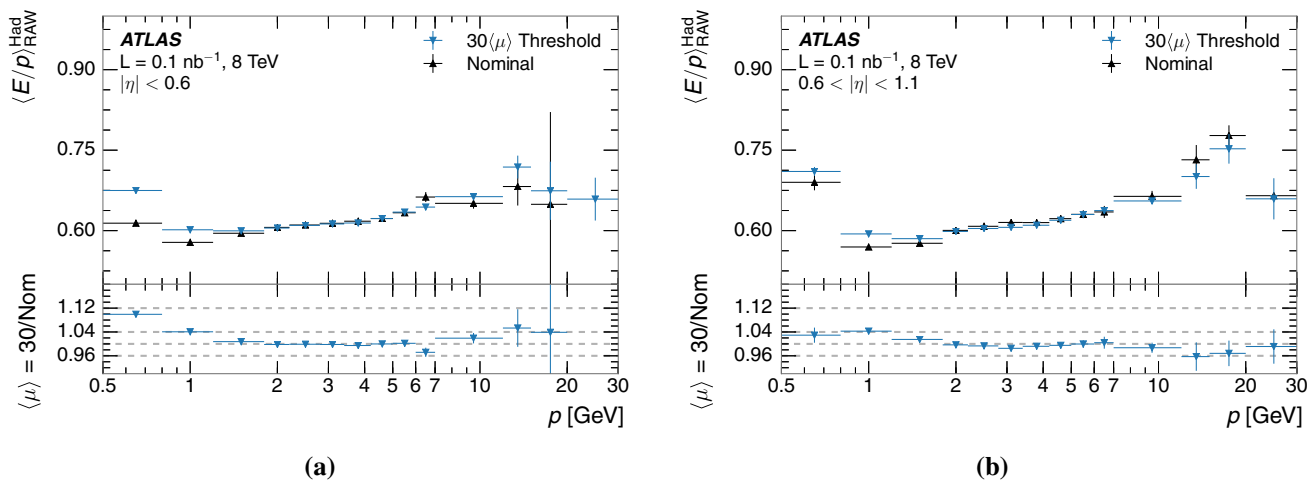 ⟨E/p⟩Had RAW
ATLAS
L = 0.1 nb−1, 8 TeV
|η| < 0.6
30⟨μ⟩ Threshold
Nominal
0.90
0.75
0.60
⟨μ⟩ = 30/Nom
1.12
1.04
0.96
0.5 1 2 3 4 5 6 7 10 20 30
p [GeV]
(a)
⟨E/p⟩Had RAW
ATLAS
L = 0.1 nb−1, 8 TeV
0.6 < |η| < 1.1
30⟨μ⟩ Threshold
Nominal
0.90
0.75
0.60
⟨μ⟩ = 30/Nom
1.12
1.04
0.96
0.5 1 2 3 4 5 6 7 10 20 30
p [GeV]
(b)